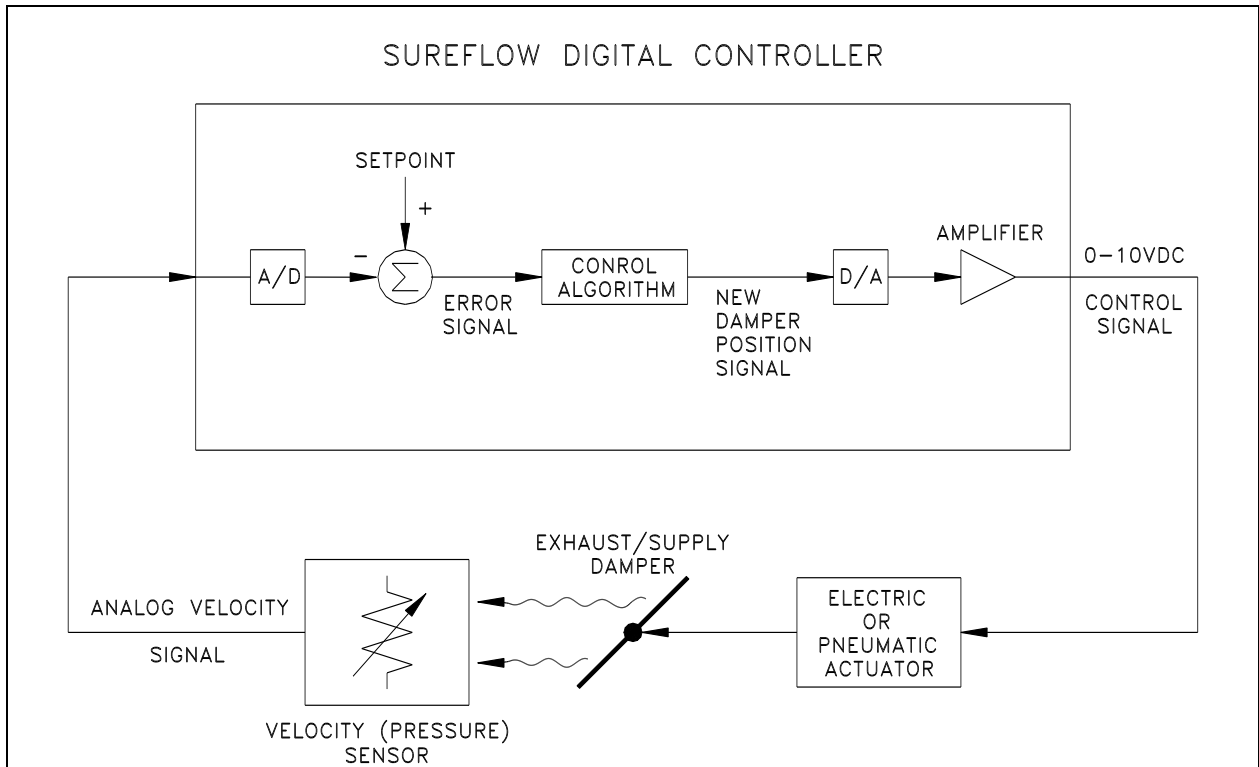 SUREFLOW DIGITAL CONTROLLER
SETPOINT
+
-
A/D
Σ
ERROR
SIGNAL
CONROL
ALGORITHM
NEW
DAMPER
POSITION
SIGNAL
D/A
AMPLIFIER
0-10VDC
CONTROL
SIGNAL
EXHAUST/SUPPLY
DAMPER
ELECTRIC
OR
PNEUMATIC
ACTUATOR
ANALOG VELOCITY
SIGNAL
VELOCITY (PRESSURE)
SENSOR